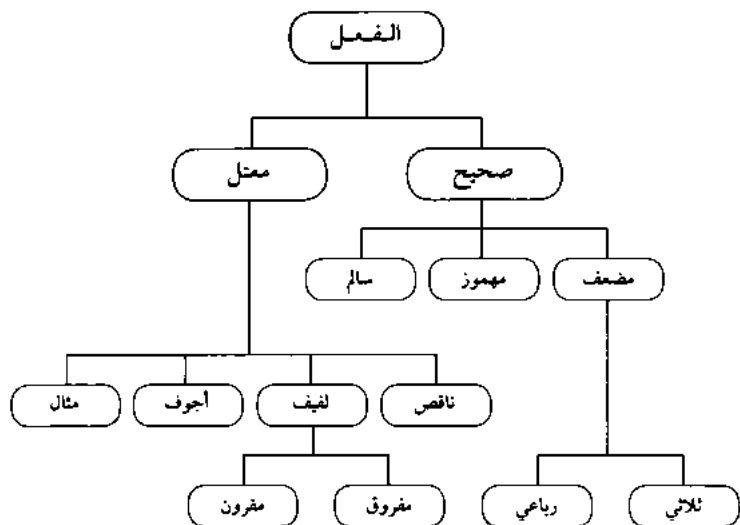 الفعل
صحيح
معتل
مضعف
مهموز
سالم
ناقص
لفيف
أجوف
مثال
ثلاثي
رباعي
مفروق
مقرون